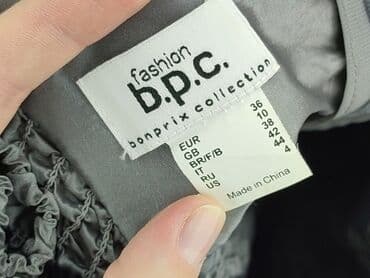 fashion
b.p.c.
bonprix collection
EUR 36
GB 10
BR/F/B 38
IT 42
RU 44
US 4
Made in China